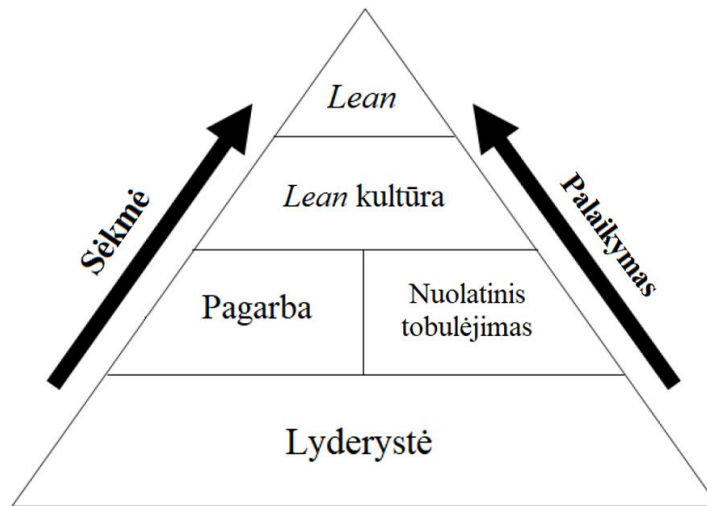 Lean
Sėkmė
Palaikymas
Lean kultūra
Pagarba
Nuolatinis
tobulėjimas
Lyderystė